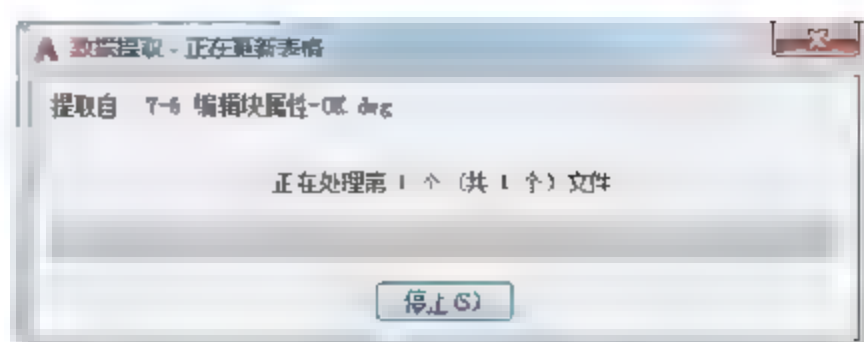 数据提取 - 正在更新表格
提取自 7-6 编辑块属性-OK.dwg
正在处理第 1 个 (共 1 个) 文件
停止(S)